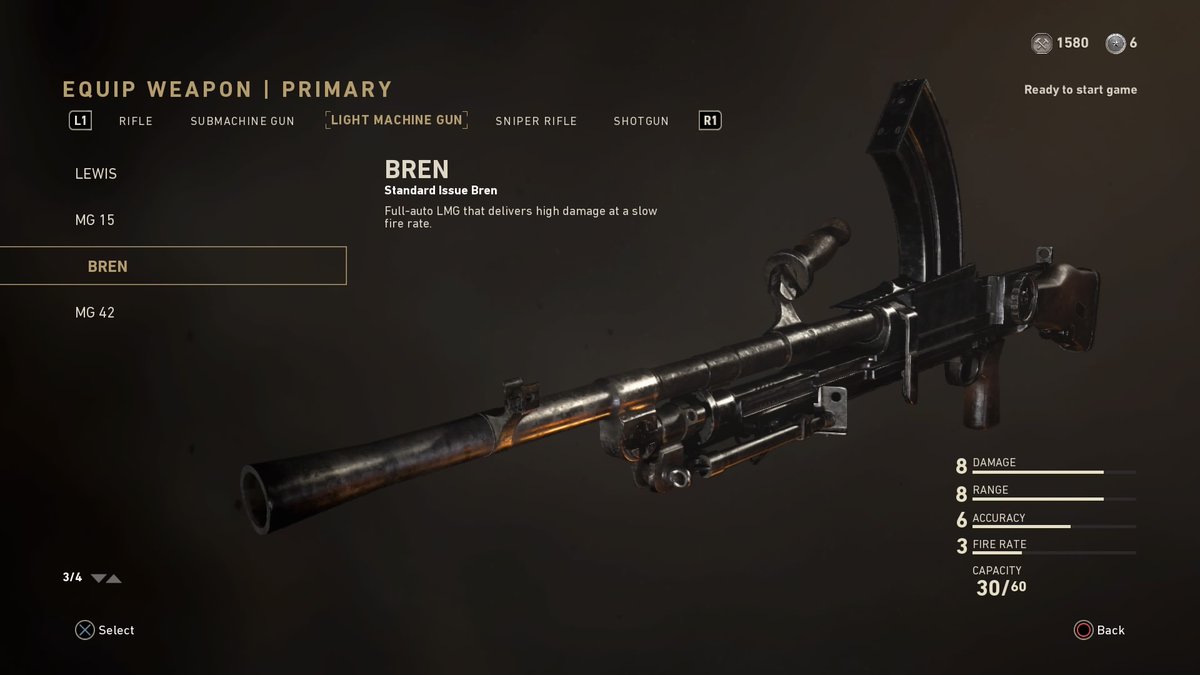 1580 6
EQUIP WEAPON | PRIMARY
Ready to start game
L1 RIFLE SUBMACHINE GUN LIGHT MACHINE GUN SNIPER RIFLE SHOTGUN R1
LEWIS
MG 15
BREN
MG 42
BREN
Standard Issue Bren
Full-auto LMG that delivers high damage at a slow
fire rate.
8 DAMAGE
8 RANGE
6 ACCURACY
3 FIRE RATE
CAPACITY
30/60
3/4
Select
Back